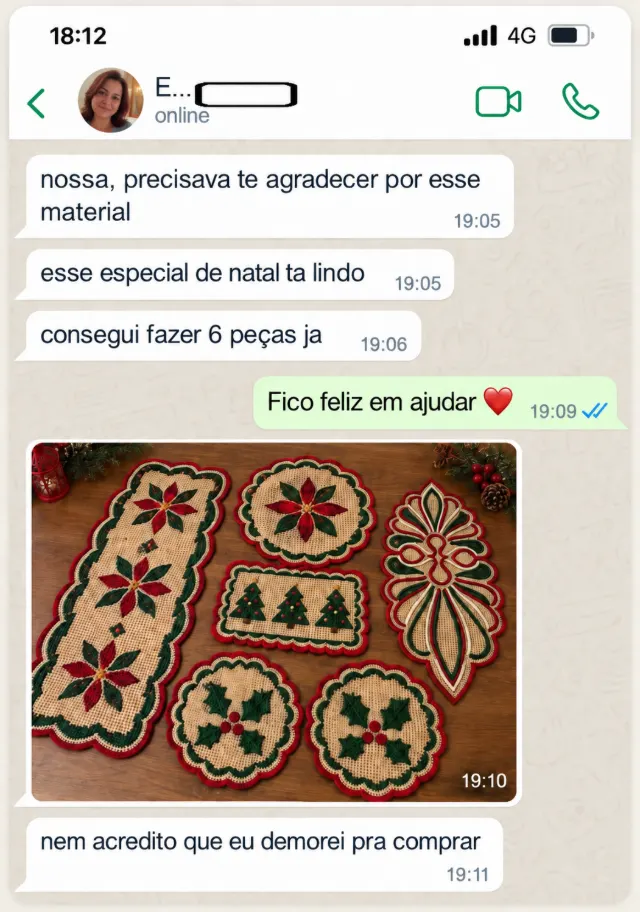 18:12
4G
E...
online
nossa, precisava te agradecer por esse
material
19:05
esse especial de natal ta lindo
19:05
consegui fazer 6 peças ja
19:06
Fico feliz em ajudar ❤️
19:09
19:10
nem acredito que eu demorei pra comprar
19:11